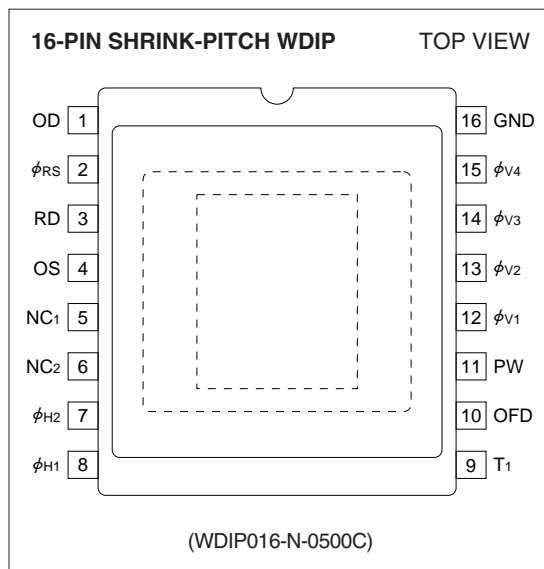 16-PIN SHRINK-PITCH WDIP TOP VIEW
OD 1 16 GND
ϕRS 2 15 ϕV4
RD 3 14 ϕV3
OS 4 13 ϕV2
NC1 5 12 ϕV1
NC2 6 11 PW
ϕH2 7 10 OFD
ϕH1 8 9 T1
(WDIP016-N-0500C)